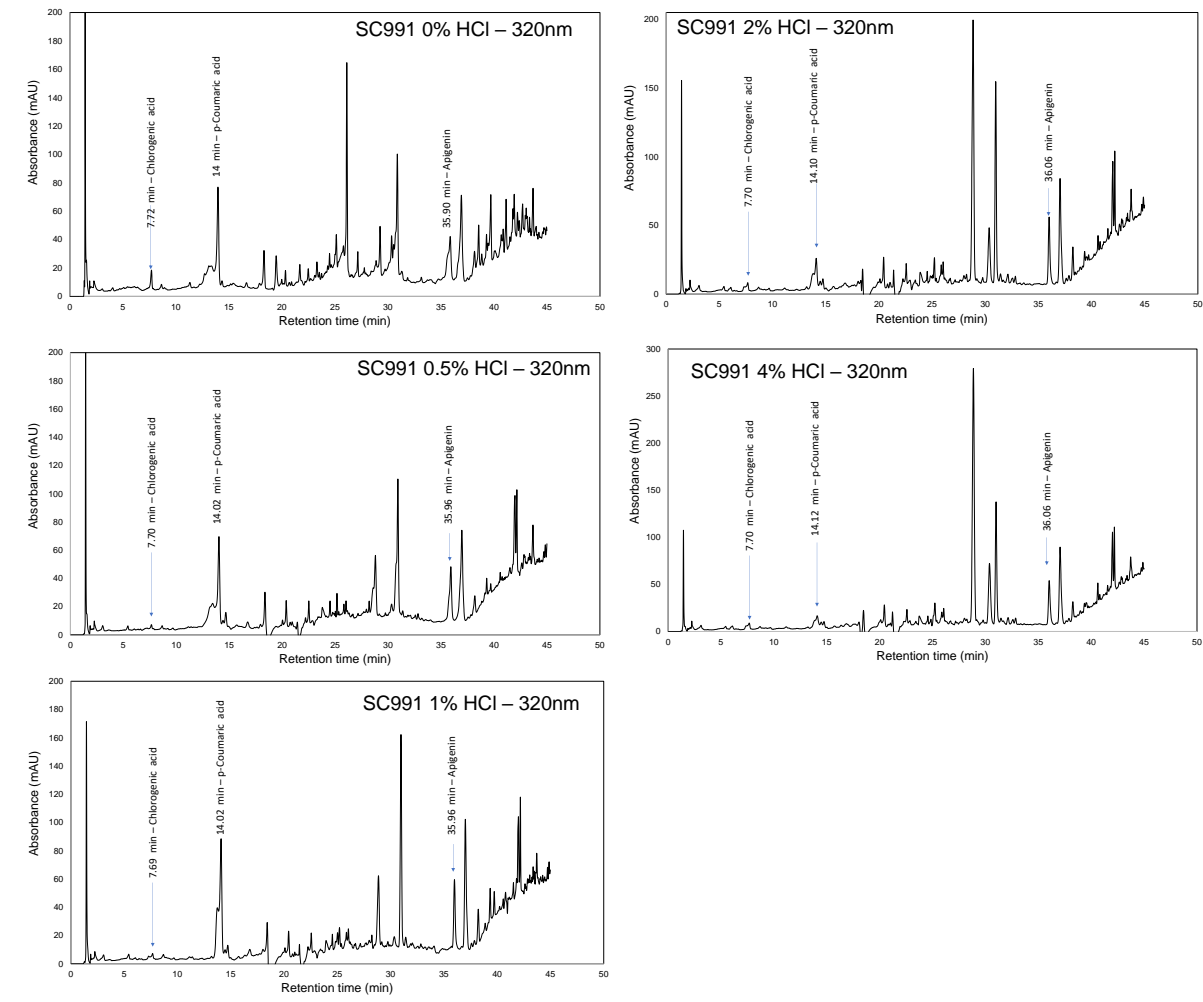 SC991 0% HCl – 320nm
Absorbance (mAU)
200
180
160
140
120
100
80
60
40
20
0
7.72 min – Chlorogenic acid
14 min – p-Coumaric acid
35.90 min – Apigenin
0 5 10 15 20 25 30 35 40 45 50
Retention time (min)
SC991 2% HCl – 320nm
Absorbance (mAU)
200
150
100
50
0
7.70 min – Chlorogenic acid
14.10 min – p-Coumaric acid
36.06 min – Apigenin
0 5 10 15 20 25 30 35 40 45 50
Retention time (min)
SC991 0.5% HCl – 320nm
Absorbance (mAU)
200
180
160
140
120
100
80
60
40
20
0
7.70 min – Chlorogenic acid
14.02 min – p-Coumaric acid
35.96 min – Apigenin
0 5 10 15 20 25 30 35 40 45 50
Retention time (min)
SC991 4% HCl – 320nm
Absorbance (mAU)
300
250
200
150
100
50
0
7.70 min – Chlorogenic acid
14.12 min – p-Coumaric acid
36.06 min – Apigenin
0 5 10 15 20 25 30 35 40 45 50
Retention time (min)
SC991 1% HCl – 320nm
Absorbance (mAU)
200
180
160
140
120
100
80
60
40
20
0
7.69 min – Chlorogenic acid
14.02 min – p-Coumaric acid
35.96 min – Apigenin
0 5 10 15 20 25 30 35 40 45 50
Retention time (min)